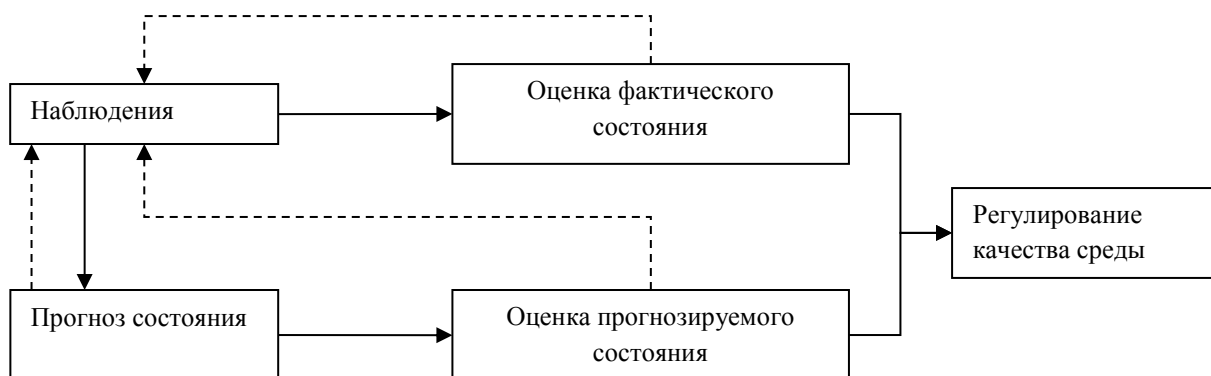 Наблюдения
Оценка фактического
состояния
Регулирование
качества среды
Прогноз состояния
Оценка прогнозируемого
состояния